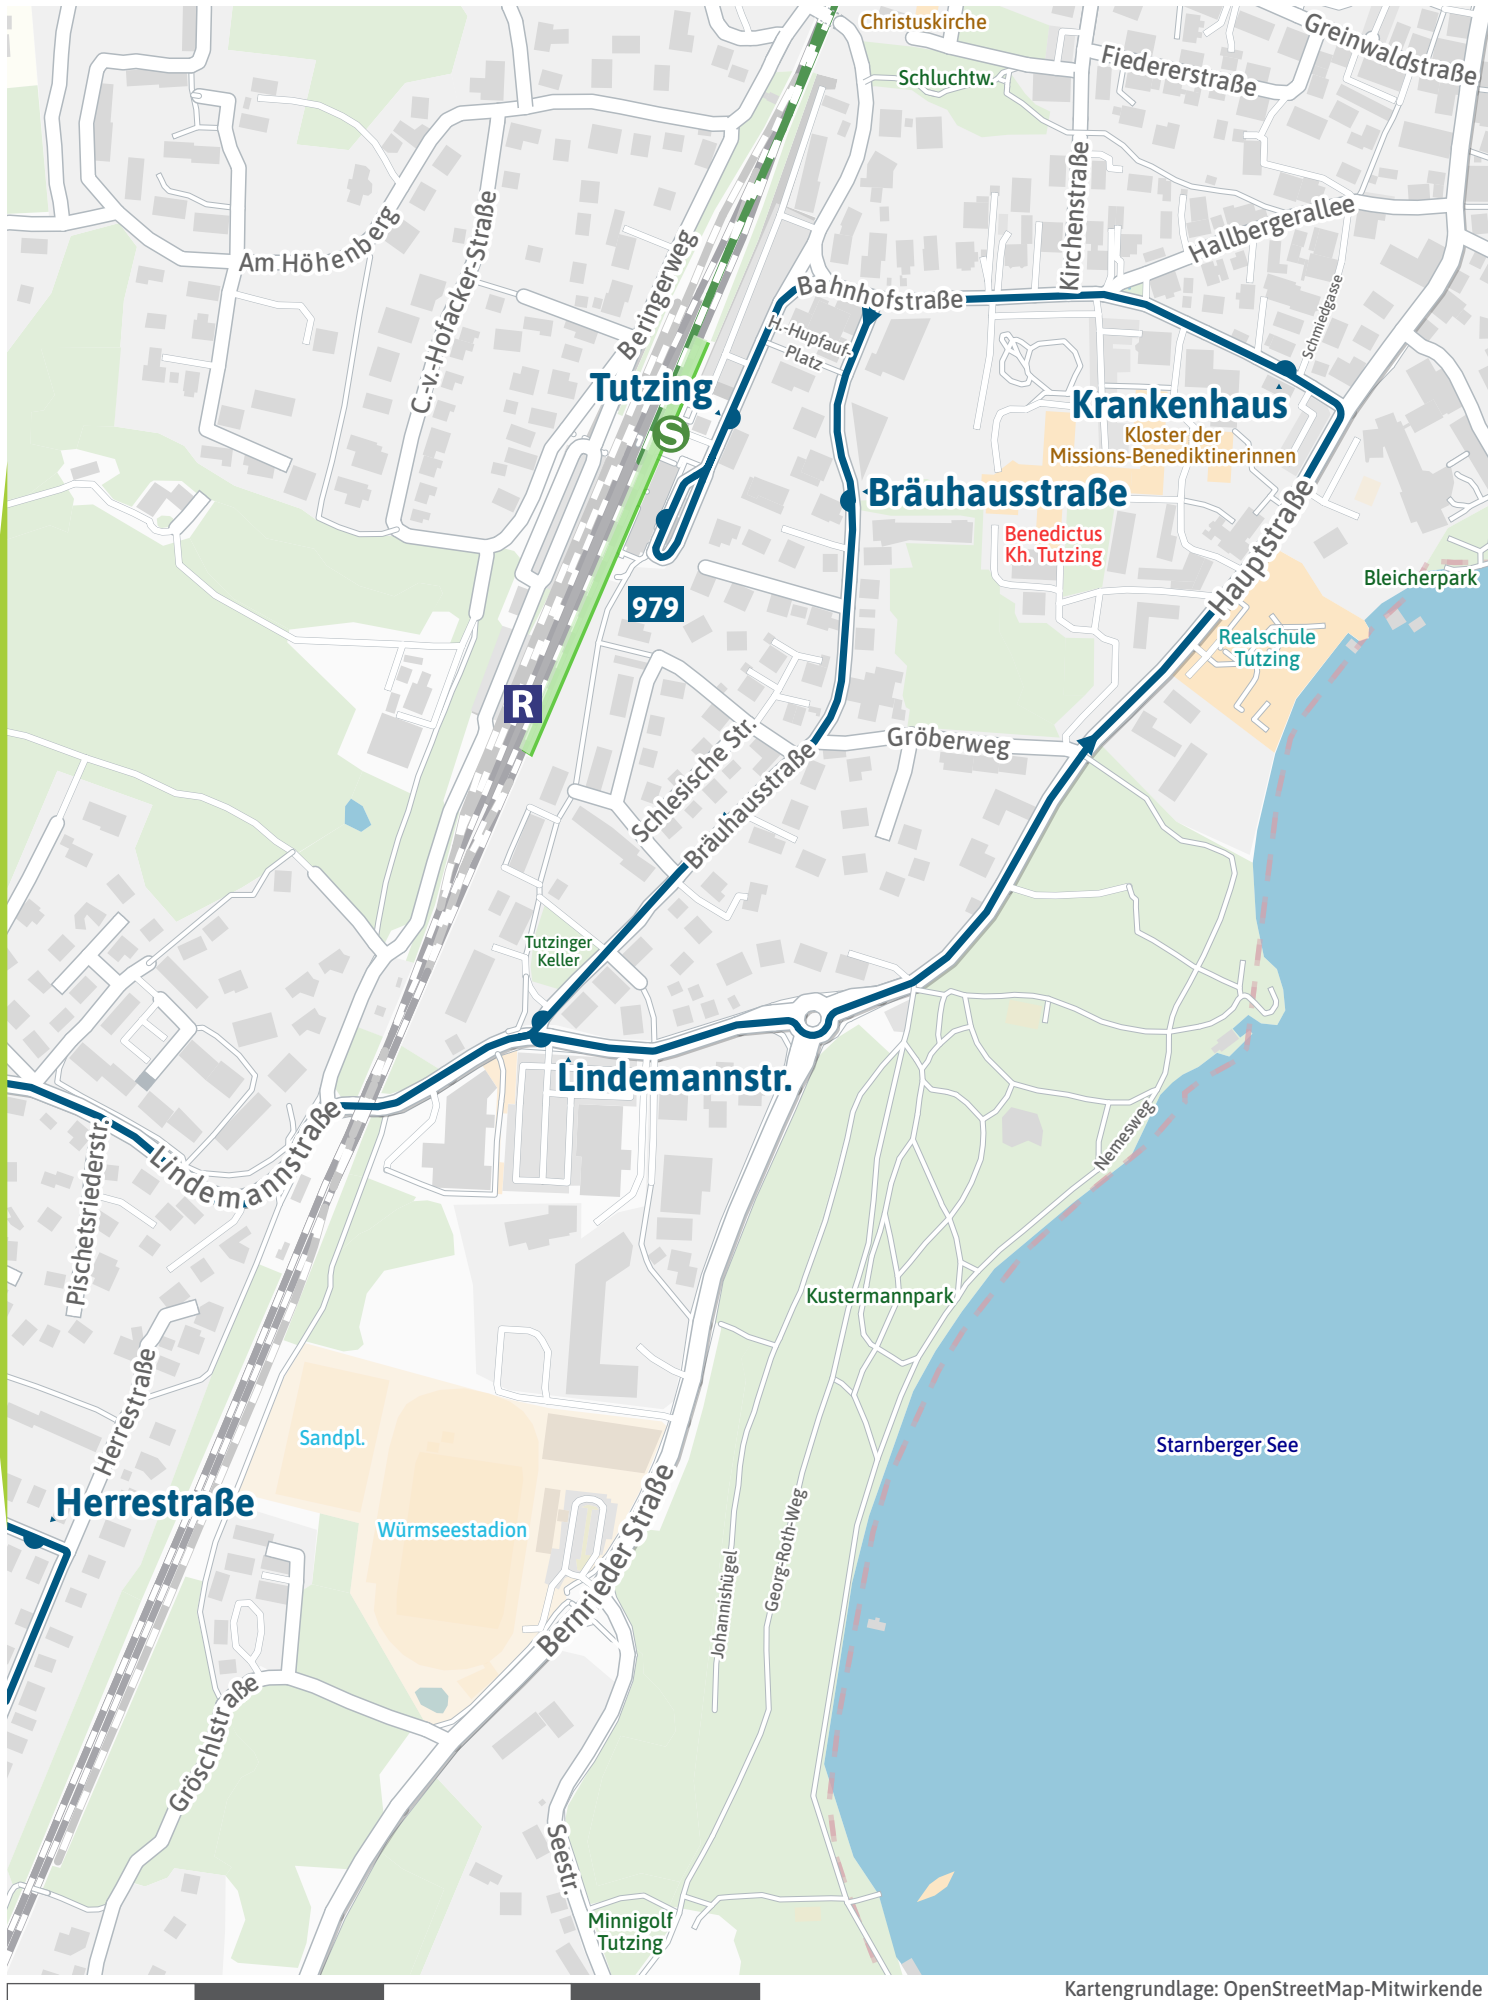 Christuskirche
Greinwaldstraße
Fiedererstraße
Schluchtw.
Kirchenstraße
Hallbergerallee
Am Höhenberg
C.-v.-Hofacker-Straße
Beringerweg
Bahnhofstraße
H.-Hupfauf-
Platz
Schmiedgasse
Tutzing
S
Krankenhaus
Kloster der
Missions-Benediktinerinnen
Bräuhausstraße
Benedictus
Kh. Tutzing
Hauptstraße
Bleicherpark
979
Realschule
Tutzing
R
Gröberweg
Schlesische Str.
Bräuhausstraße
Tutzinger
Keller
Lindemannstr.
Lindemannstraße
Pischetsriederstr.
Nemesweg
Kustermannpark
Herrestraße
Sandpl.
Starnberger See
Herrestraße
Würmseestadion
Bernrieder Straße
Georg-Roth-Weg
Johannishügel
Gröschlstraße
Seestr.
Minnigolf
Tutzing
Kartengrundlage: OpenStreetMap-Mitwirkende